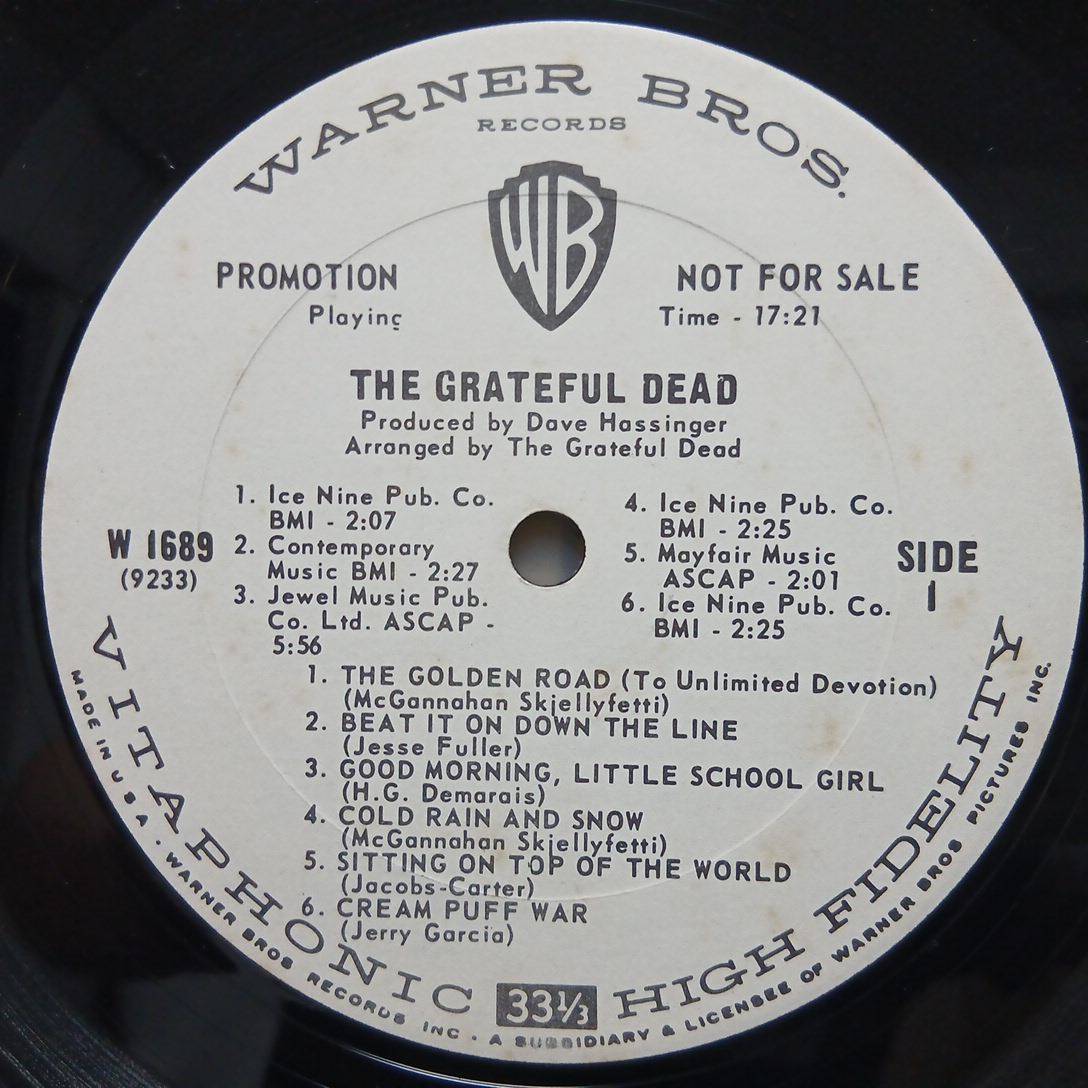 WARNER BROS.
RECORDS
WB
PROMOTION
NOT FOR SALE
Playing
Time - 17:21
THE GRATEFUL DEAD
Produced by Dave Hassinger
Arranged by The Grateful Dead
1. Ice Nine Pub. Co.
BMI - 2:07
2. Contemporary
Music BMI - 2:27
3. Jewel Music Pub.
Co. Ltd. ASCAP -
5:56
4. Ice Nine Pub. Co.
BMI - 2:25
5. Mayfair Music
ASCAP - 2:01
6. Ice Nine Pub. Co.
BMI - 2:25
W 1689
(9233)
SIDE
1
1. THE GOLDEN ROAD (To Unlimited Devotion)
(McGannahan Skjellyfetti)
2. BEAT IT ON DOWN THE LINE
(Jesse Fuller)
3. GOOD MORNING, LITTLE SCHOOL GIRL
(H.G. Demarais)
4. COLD RAIN AND SNOW
(McGannahan Skjellyfetti)
5. SITTING ON TOP OF THE WORLD
(Jacobs-Carter)
6. CREAM PUFF WAR
(Jerry Garcia)
VITAPHONIC 33⅓ HIGH FIDELITY
MADE IN U.S.A. · WARNER BROS RECORDS INC. · A SUBSIDIARY & LICENSEE OF WARNER BROS PICTURES INC.